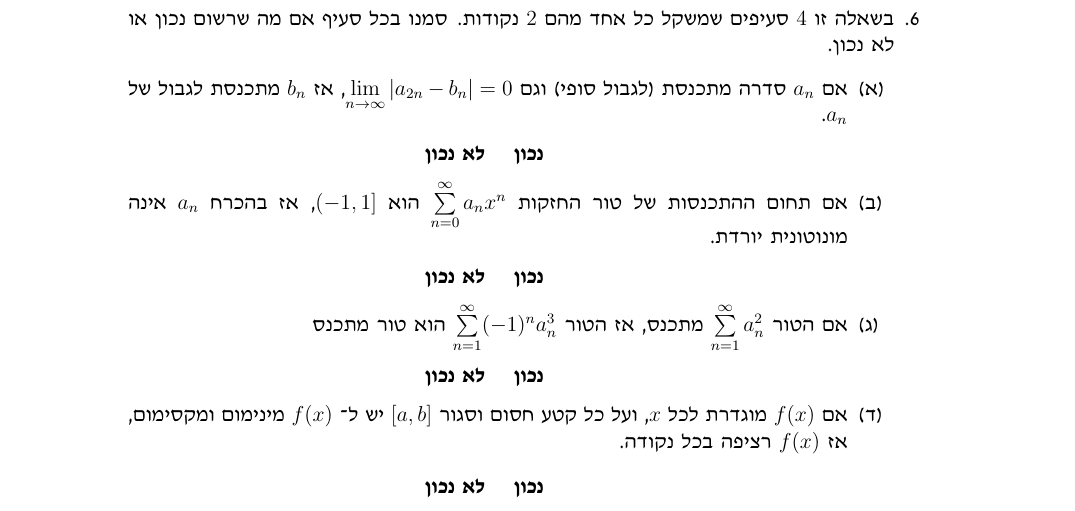 6. בשאלה זו 4 סעיפים שמשקל כל אחד מהם 2 נקודות. סמנו בכל סעיף אם מה שרשום נכון או
לא נכון.
(א) אם $a_n$ סדרה מתכנסת (לגבול סופי) וגם $\lim_{n\to\infty} |a_{2n} - b_n| = 0$, אז $b_n$ מתכנסת לגבול של
$a_n$.
נכון לא נכון
(ב) אם תחום ההתכנסות של טור החזקות $\sum_{n=0}^{\infty} a_n x^n$ הוא $(-1, 1]$, אז בהכרח $a_n$ אינה
מונוטונית יורדת.
נכון לא נכון
(ג) אם הטור $\sum_{n=1}^{\infty} a_n^2$ מתכנס, אז הטור $\sum_{n=1}^{\infty} (-1)^n a_n^3$ הוא טור מתכנס
נכון לא נכון
(ד) אם $f(x)$ מוגדרת לכל $x$, ועל כל קטע חסום וסגור $[a, b]$ יש ל־ $f(x)$ מינימום ומקסימום,
אז $f(x)$ רציפה בכל נקודה.
נכון לא נכון